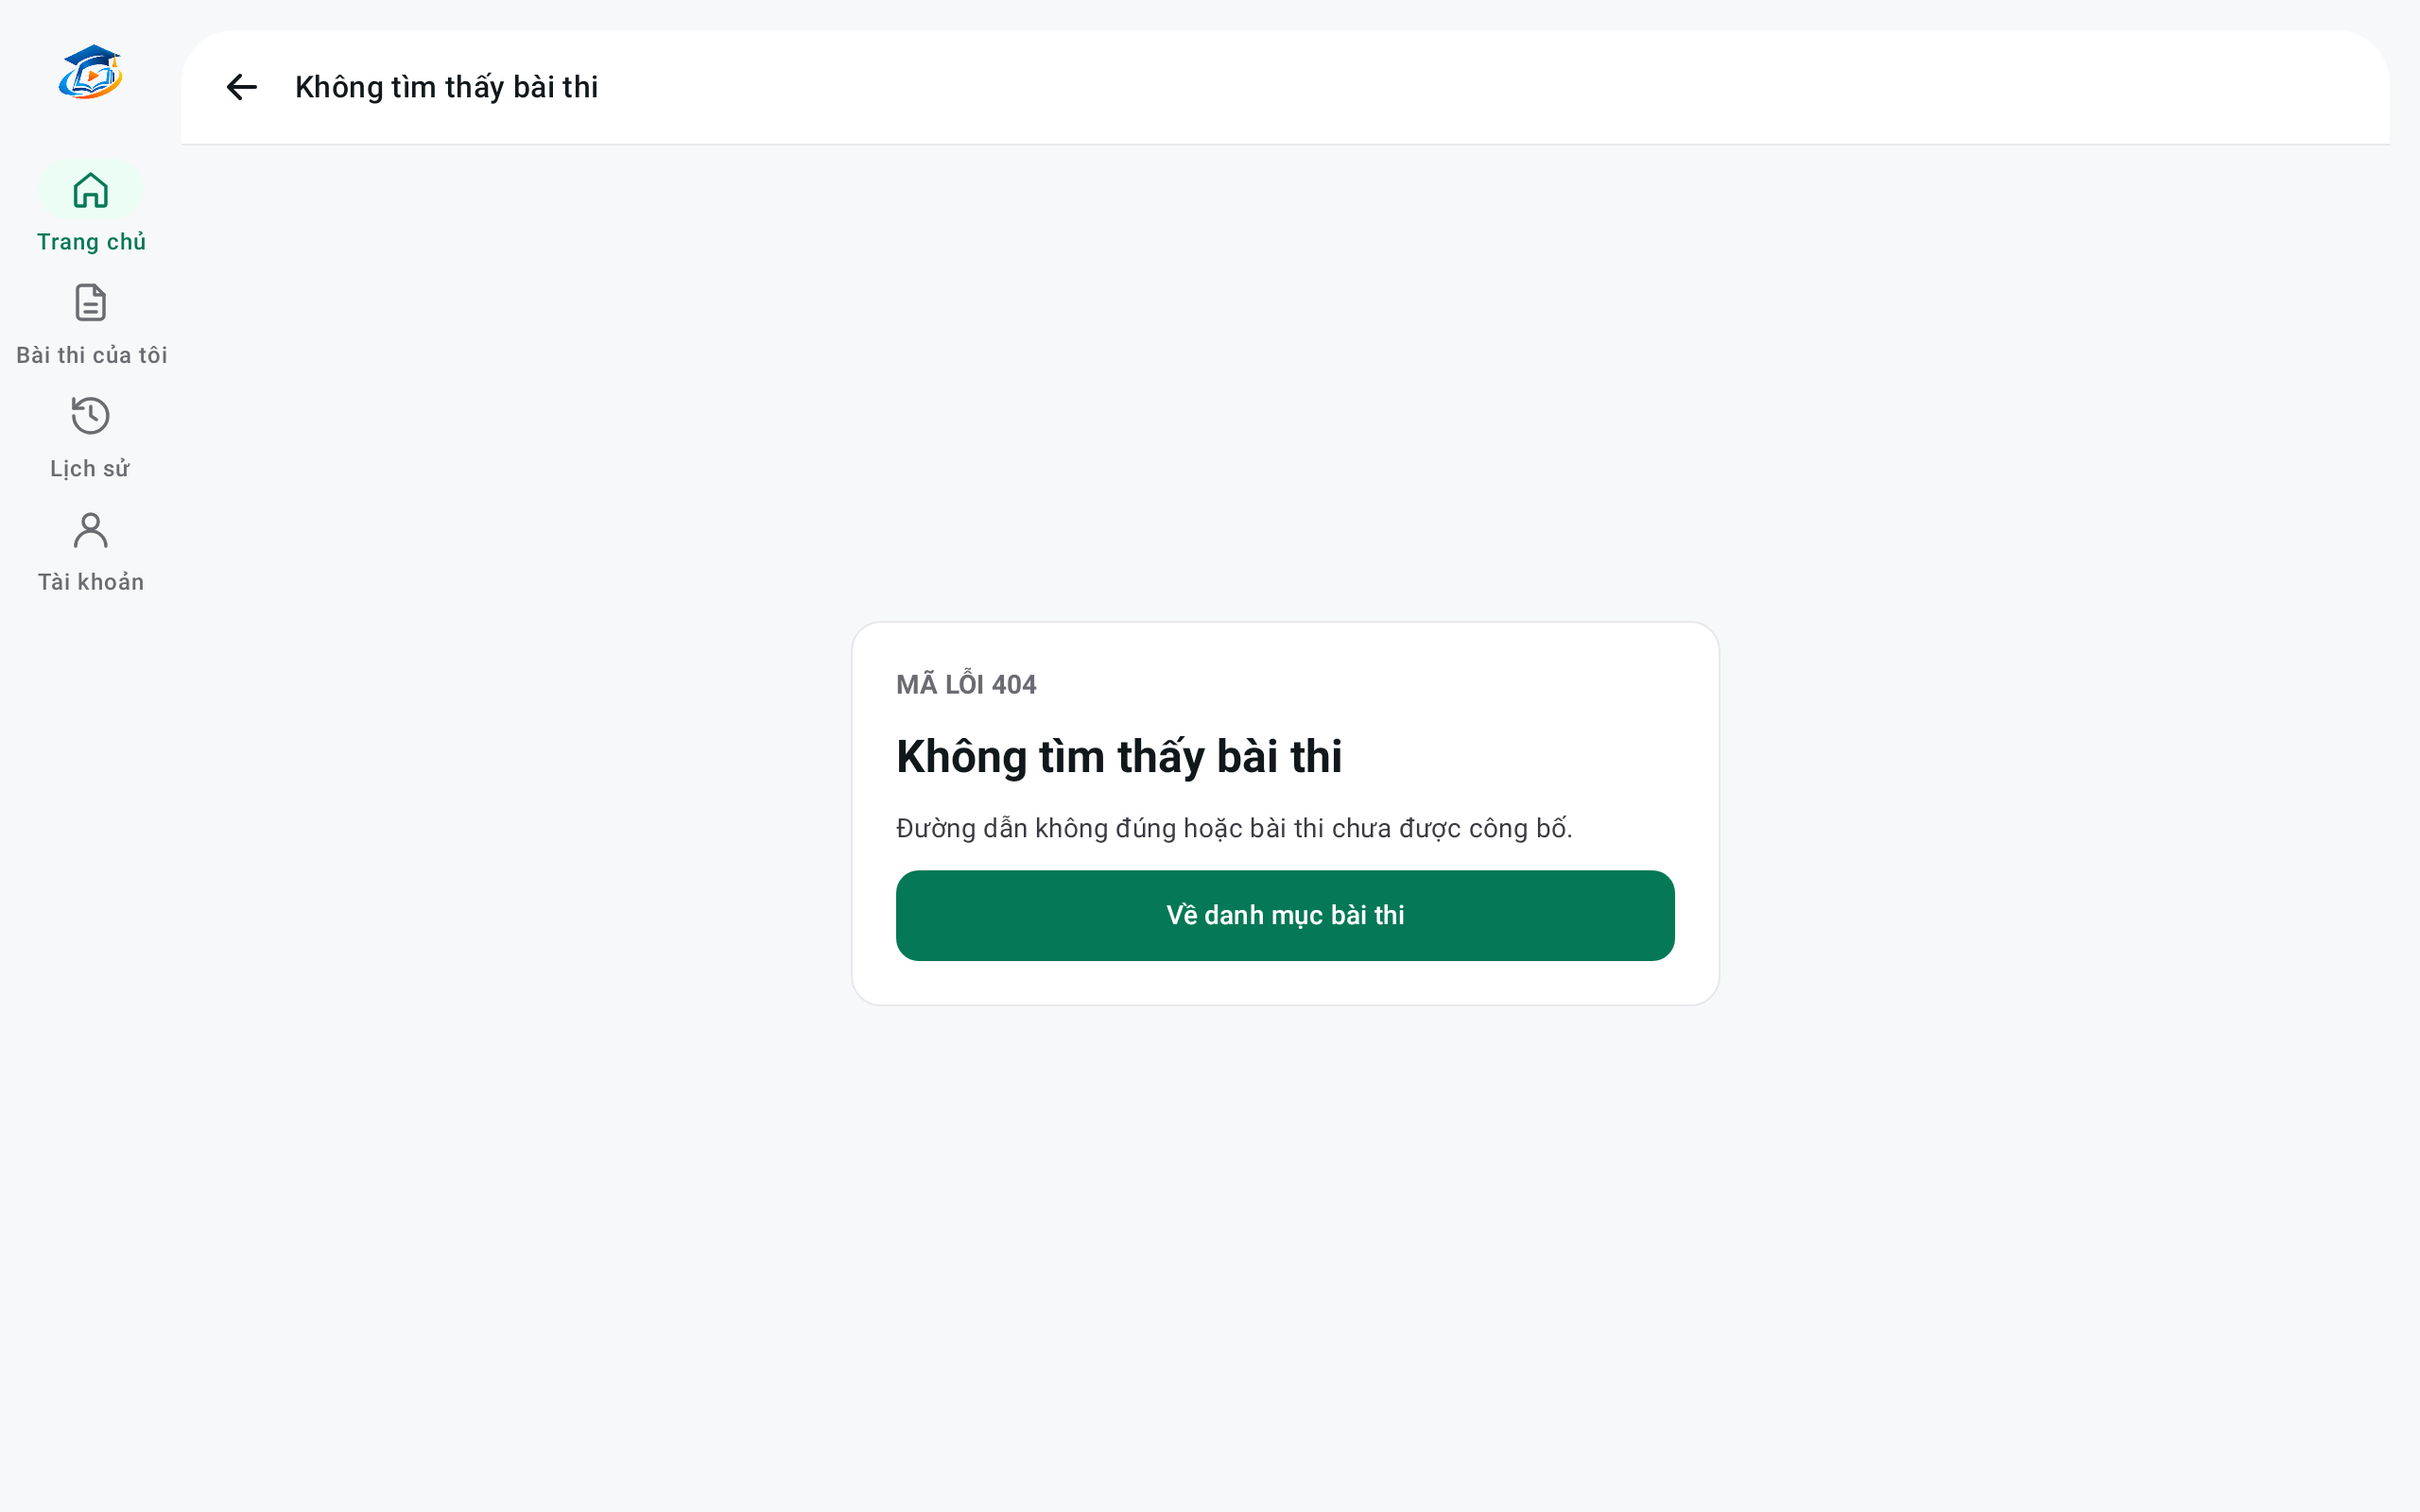 Không tìm thấy bài thi
Trang chủ
Bài thi của tôi
Lịch sử
Tài khoản
MÃ LỖI 404
Không tìm thấy bài thi
Đường dẫn không đúng hoặc bài thi chưa được công bố.
Về danh mục bài thi